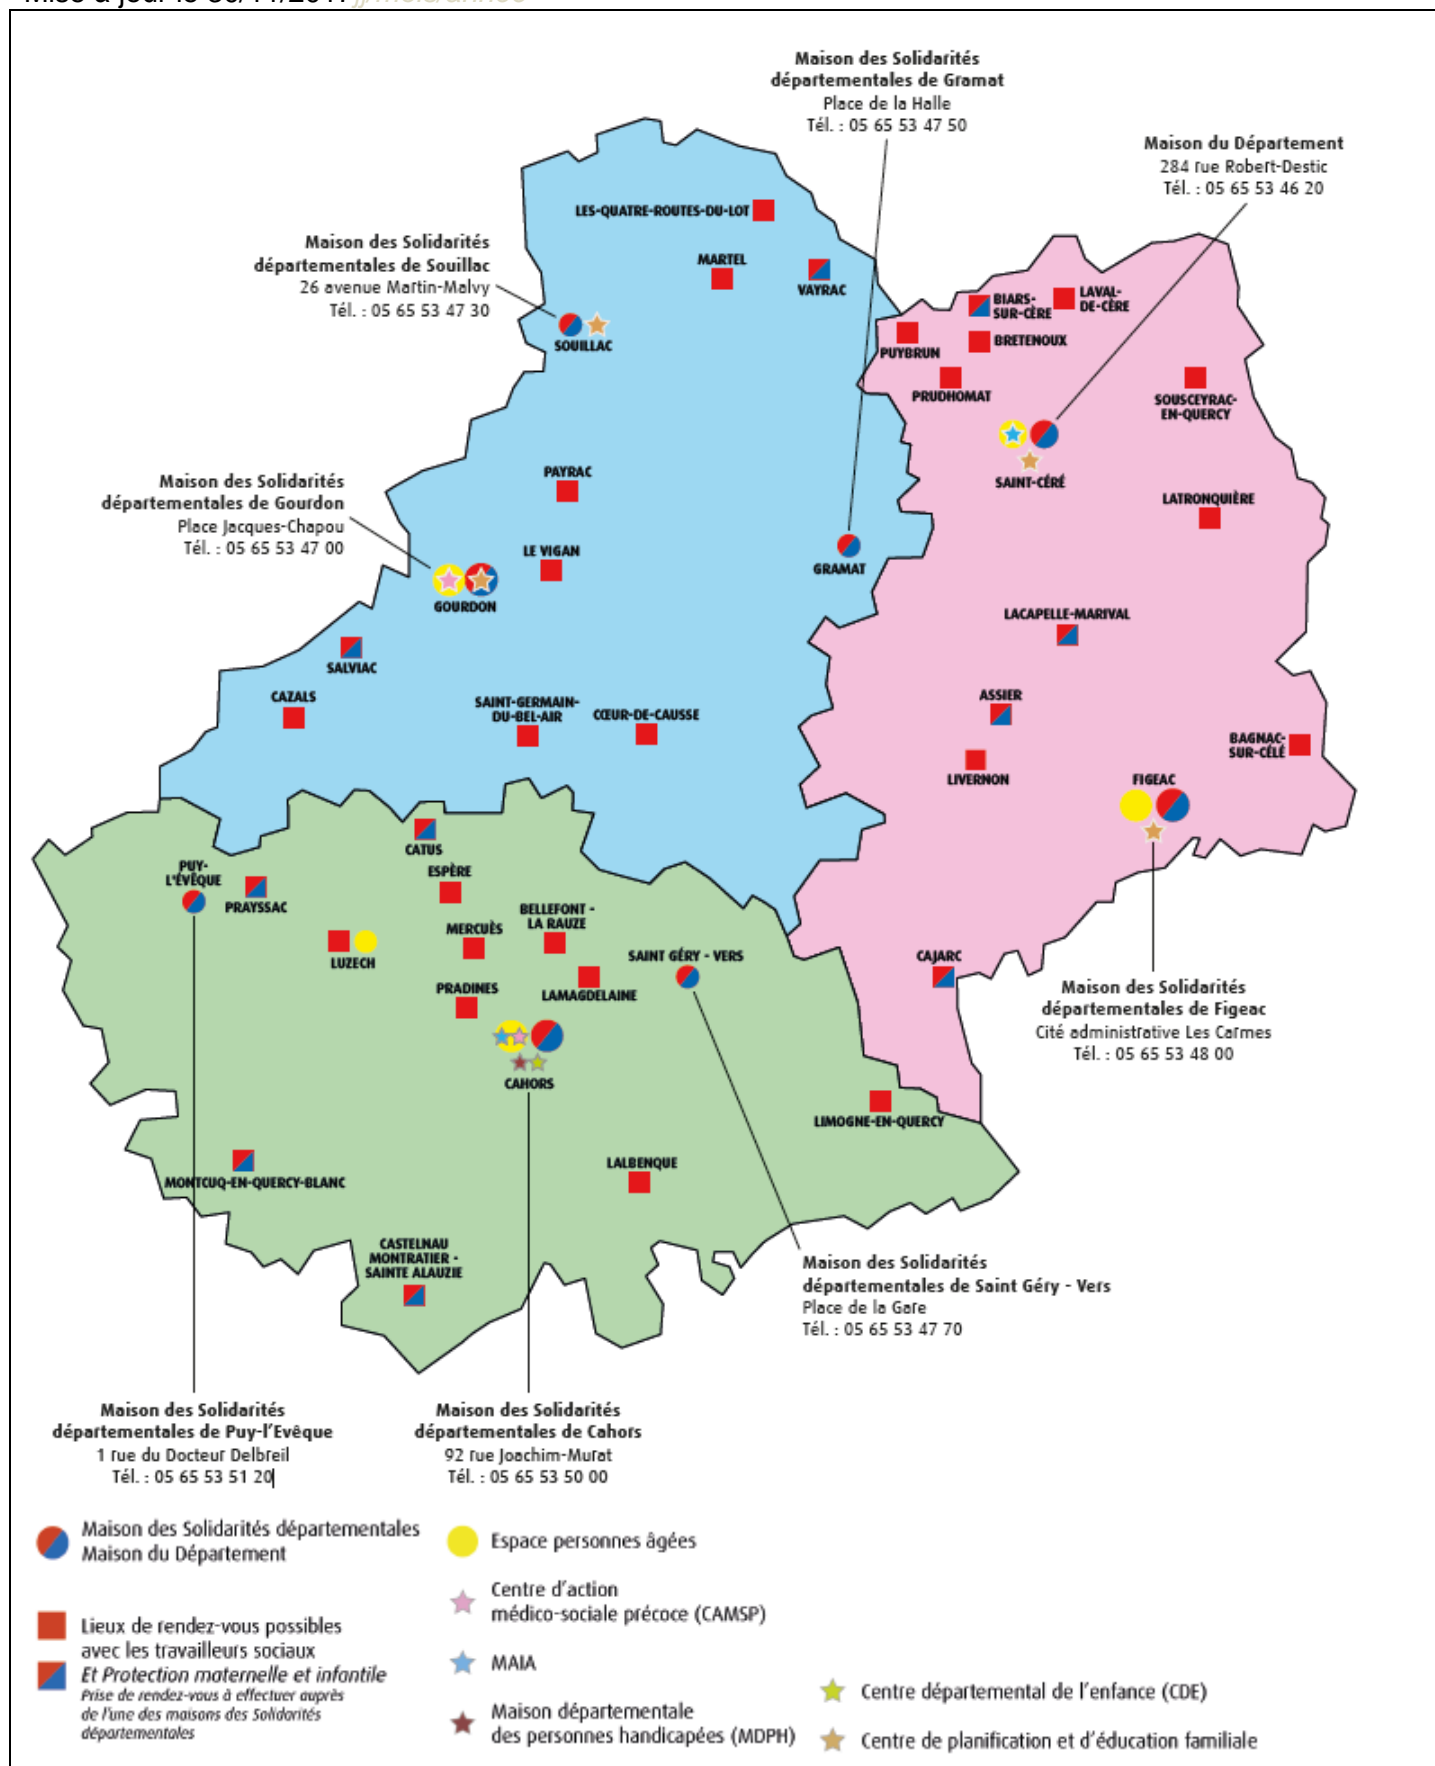 Maison des Solidarités
départementales de Gramat
Place de la Halle
Tél. : 05 65 53 47 50
Maison du Département
284 rue Robert-Destic
Tél. : 05 65 53 46 20
Maison des Solidarités
départementales de Souillac
26 avenue Martin-Malvy
Tél. : 05 65 53 47 30
LES-QUATRE-ROUTES-DU-LOT
MARTEL
VAYRAC
SOUILLAC
BIARS-
SUR-CÈRE
LAVAL-
DE-CÈRE
PUYBRUN
BRETENOUX
PRUDHOMAT
SOUSCEYRAC-
EN-QUERCY
SAINT-CÉRÉ
LATRONQUIÈRE
Maison des Solidarités
départementales de Gourdon
Place Jacques-Chapou
Tél. : 05 65 53 47 00
PAYRAC
LE VIGAN
GRAMAT
GOURDON
LACAPELLE-MARIVAL
SALVIAC
CAZALS
SAINT-GERMAIN-
DU-BEL-AIR
CŒUR-DE-CAUSSE
ASSIER
BAGNAC-
SUR-CÉLÉ
LIVERNON
FIGEAC
CATUS
PUY-
L'ÉVÊQUE
PRAYSSAC
ESPÈRE
BELLEFONT -
LA RAUZE
MERCUÈS
LUZECH
SAINT GÉRY - VERS
CAJARC
PRADINES
LAMAGDELAINE
CAHORS
Maison des Solidarités
départementales de Figeac
Cité administrative Les Carmes
Tél. : 05 65 53 48 00
LIMOGNE-EN-QUERCY
LALBENQUE
MONTCUQ-EN-QUERCY-BLANC
CASTELNAU
MONTRATIER -
SAINTE ALAUZIE
Maison des Solidarités
départementales de Saint Géry - Vers
Place de la Gare
Tél. : 05 65 53 47 70
Maison des Solidarités
départementales de Puy-l'Evêque
1 rue du Docteur Delbreil
Tél. : 05 65 53 51 20
Maison des Solidarités
départementales de Cahors
92 rue Joachim-Murat
Tél. : 05 65 53 50 00
Maison des Solidarités départementales
Maison du Département
Lieux de rendez-vous possibles
avec les travailleurs sociaux
Et Protection maternelle et infantile
Prise de rendez-vous à effectuer auprès
de l'une des maisons des Solidarités
départementales
Espace personnes âgées
Centre d'action
médico-sociale précoce (CAMSP)
MAIA
Maison départementale
des personnes handicapées (MDPH)
Centre départemental de l'enfance (CDE)
Centre de planification et d'éducation familiale